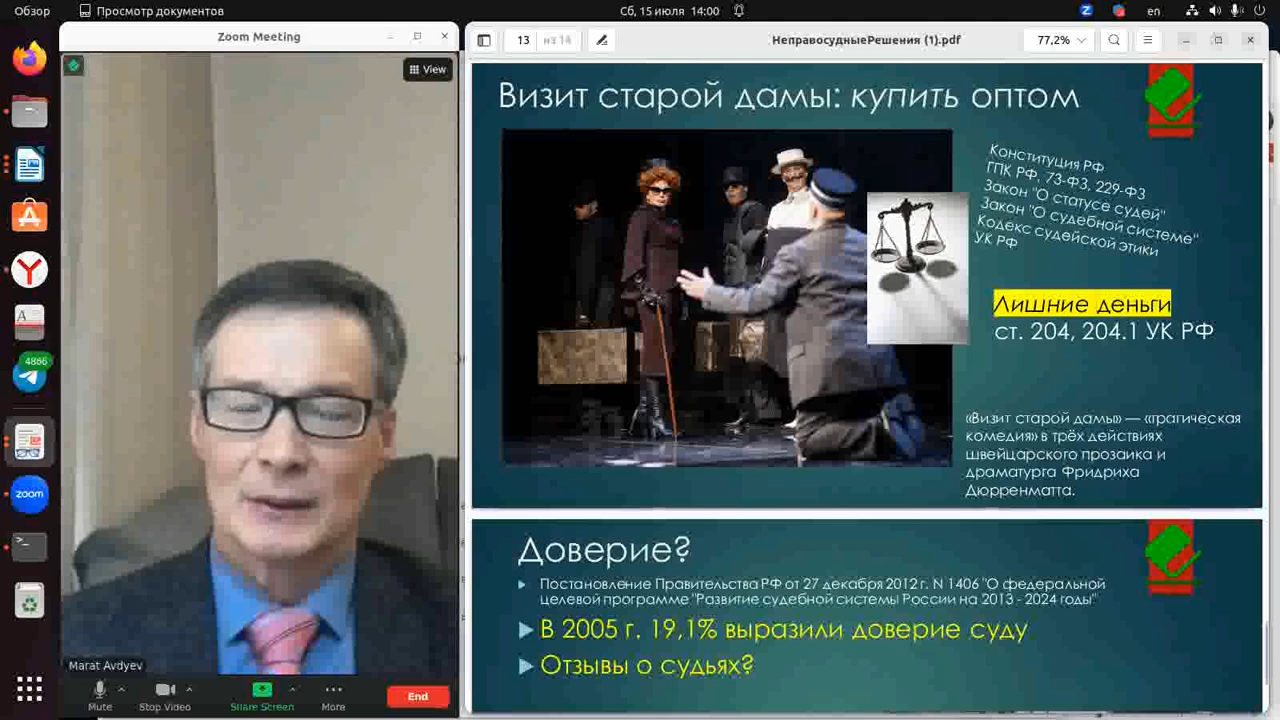 Обзор
Просмотр документов
Сб, 15 июля 14:00
en
Zoom Meeting
View
4866
zoom
Marat Avdyev
Mute
Stop Video
Share Screen
More
End
13
из 14
НеправосудныеРешения (1).pdf
77,2%
Визит старой дамы: купить оптом
Конституция РФ
ГПК РФ, 73-ФЗ, 229-ФЗ
Закон "О статусе судей"
Закон "О судебной системе"
Кодекс судейской этики
УК РФ
Лишние деньги
ст. 204, 204.1 УК РФ
«Визит старой дамы» — «трагическая
комедия» в трёх действиях
швейцарского прозаика и
драматурга Фридриха
Дюрренматта.
Доверие?
Постановление Правительства РФ от 27 декабря 2012 г. N 1406 "О федеральной
целевой программе "Развитие судебной системы России на 2013 - 2024 годы"
В 2005 г. 19,1% выразили доверие суду
Отзывы о судьях?